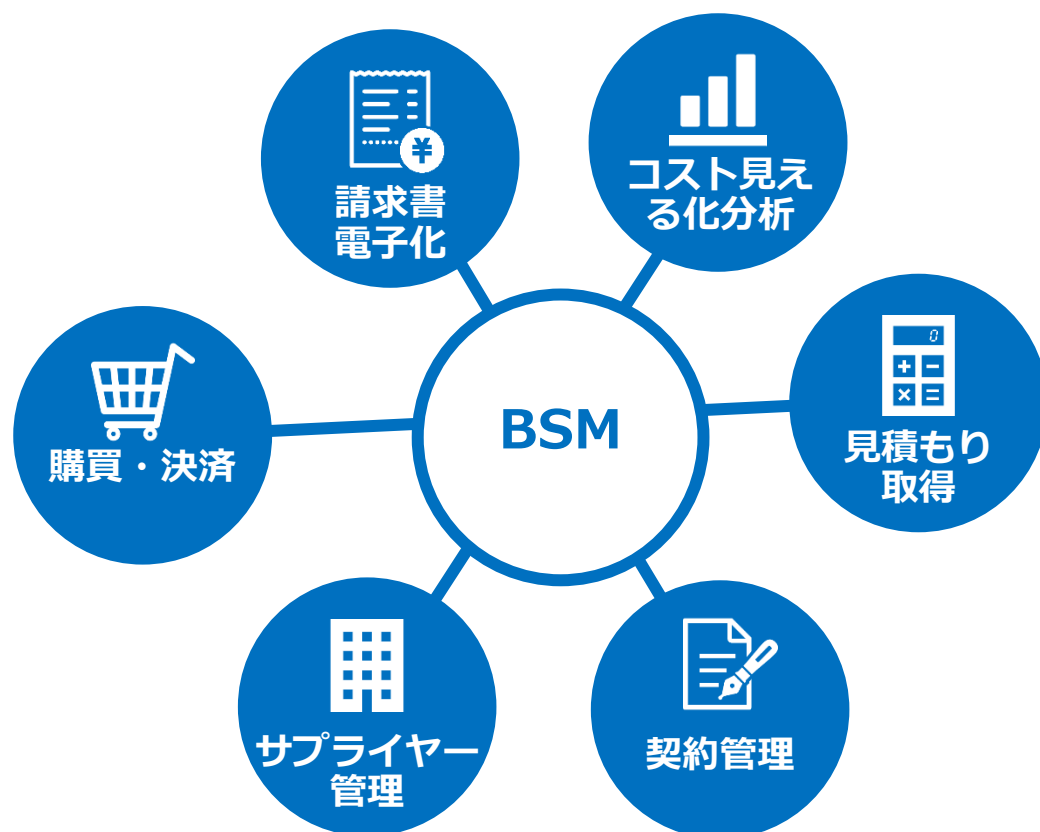 ¥
請求書
電子化
コスト見え
る化分析
0
+ −
× =
見積もり
取得
BSM
購買・決済
サプライヤー
管理
契約管理